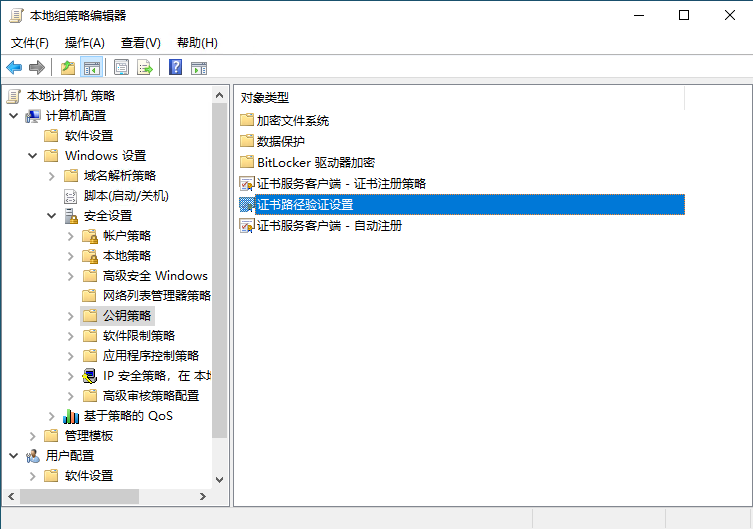 本地组策略编辑器
文件(F) 操作(A) 查看(V) 帮助(H)
本地计算机 策略
计算机配置
软件设置
Windows 设置
域名解析策略
脚本(启动/关机)
安全设置
帐户策略
本地策略
高级安全 Windows
网络列表管理器策略
公钥策略
软件限制策略
应用程序控制策略
IP 安全策略，在 本地
高级审核策略配置
基于策略的 QoS
管理模板
用户配置
软件设置
对象类型
加密文件系统
数据保护
BitLocker 驱动器加密
证书服务客户端 - 证书注册策略
证书路径验证设置
证书服务客户端 - 自动注册